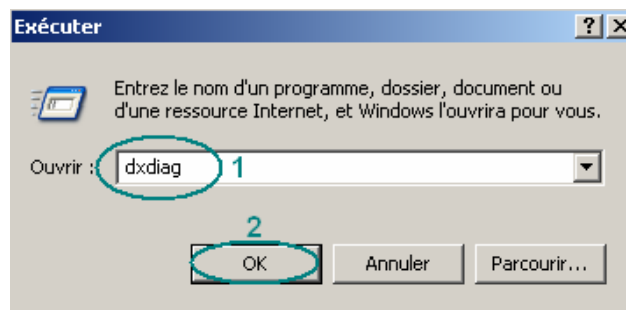 Exécuter
Entrez le nom d'un programme, dossier, document ou
d'une ressource Internet, et Windows l'ouvrira pour vous.
Ouvrir : dxdiag 1
2
OK Annuler Parcourir...